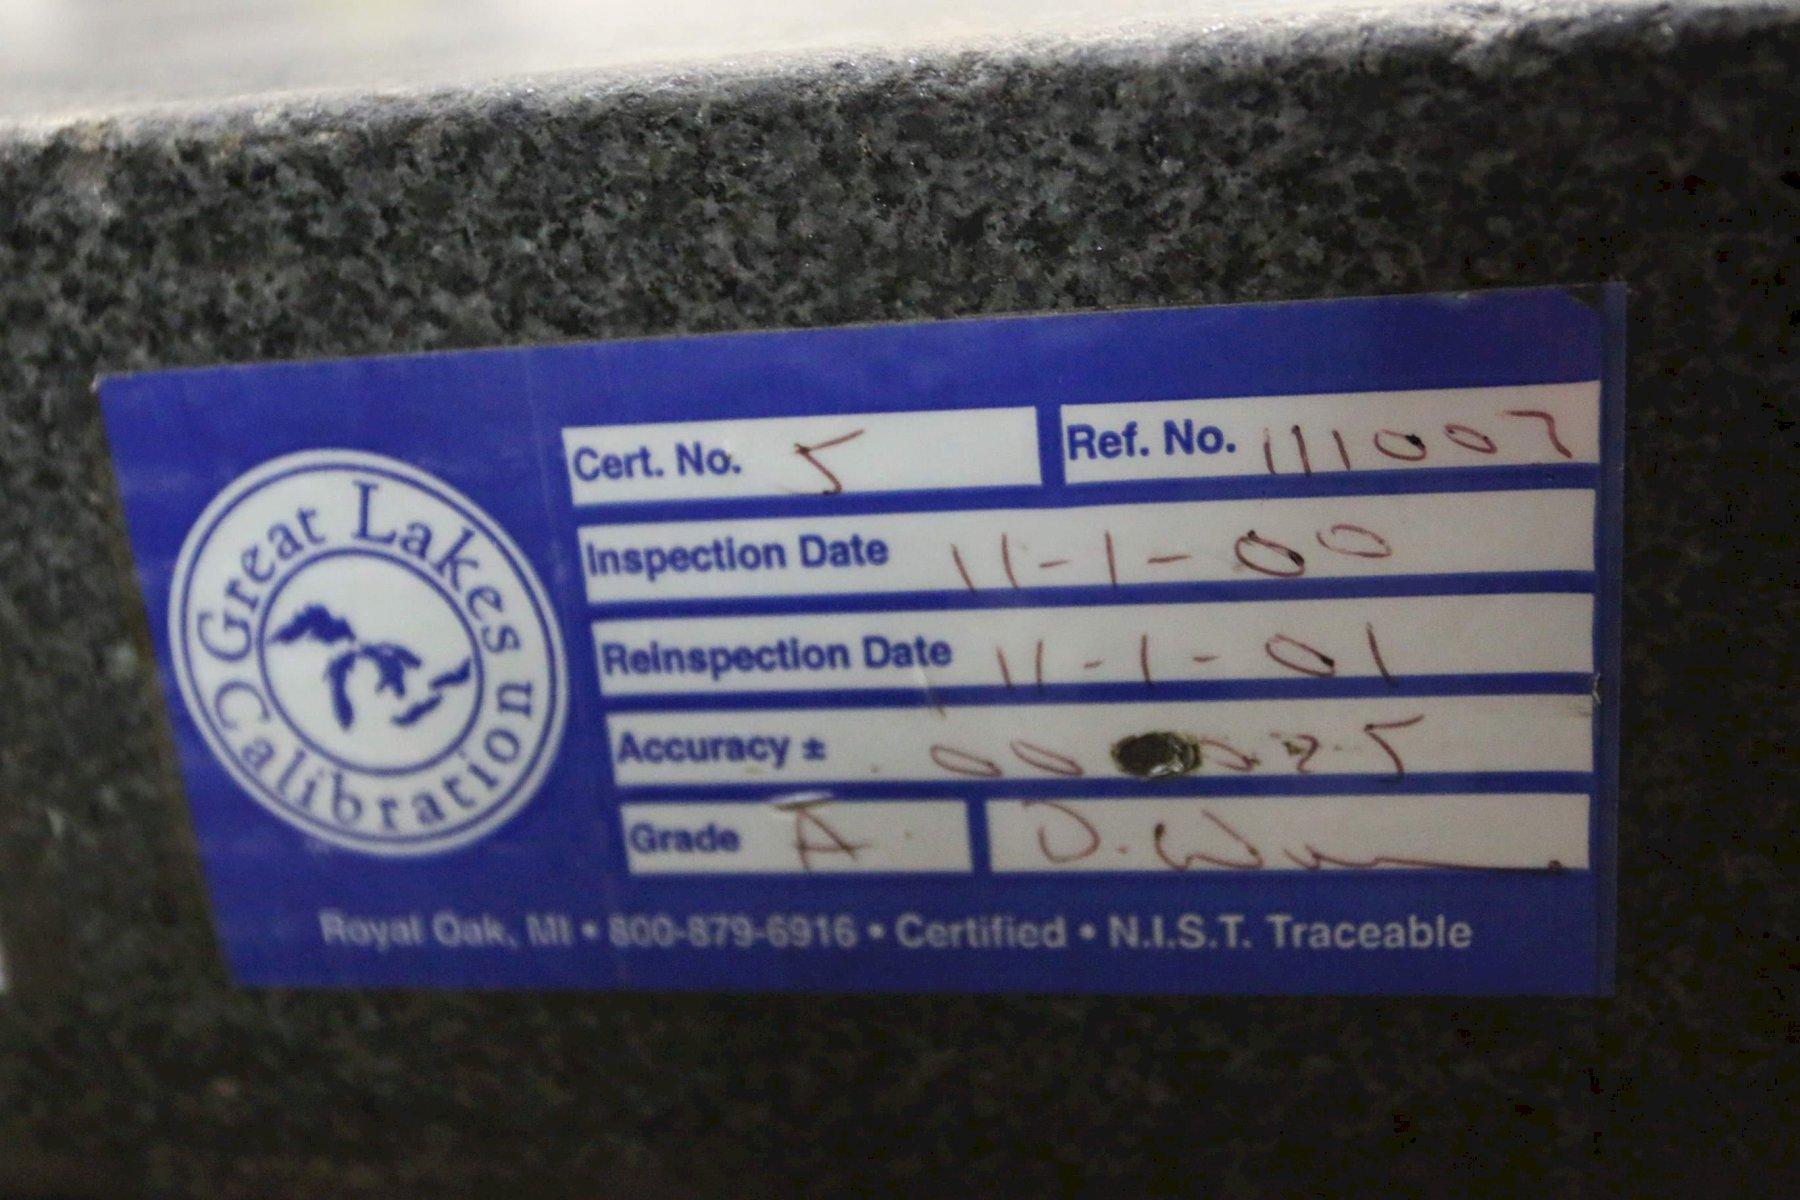 Great Lakes
Calibration
Cert. No. 5
Ref. No. 111007
Inspection Date 11-1-00
Reinspection Date 11-1-01
Accuracy ±
Grade A
Royal Oak, MI • 800-879-6916 • Certified • N.I.S.T. Traceable